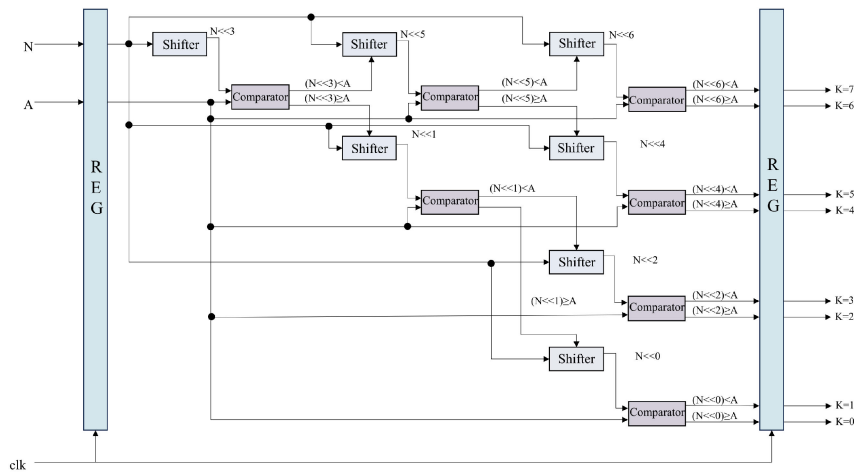 N<<3
N<<5
N<<6
N
Shifter
Shifter
Shifter
(N<<3)<A
(N<<5)<A
(N<<6)<A
K=7
Comparator
Comparator
Comparator
A
(N<<3)≥A
(N<<5)≥A
(N<<6)≥A
K=6
N<<1
N<<4
Shifter
Shifter
REG
REG
(N<<1)<A
(N<<4)<A
K=5
Comparator
Comparator
(N<<4)≥A
K=4
Shifter
N<<2
(N<<1)≥A
(N<<2)<A
K=3
Comparator
(N<<2)≥A
K=2
Shifter
N<<0
(N<<0)<A
K=1
Comparator
(N<<0)≥A
K=0
clk